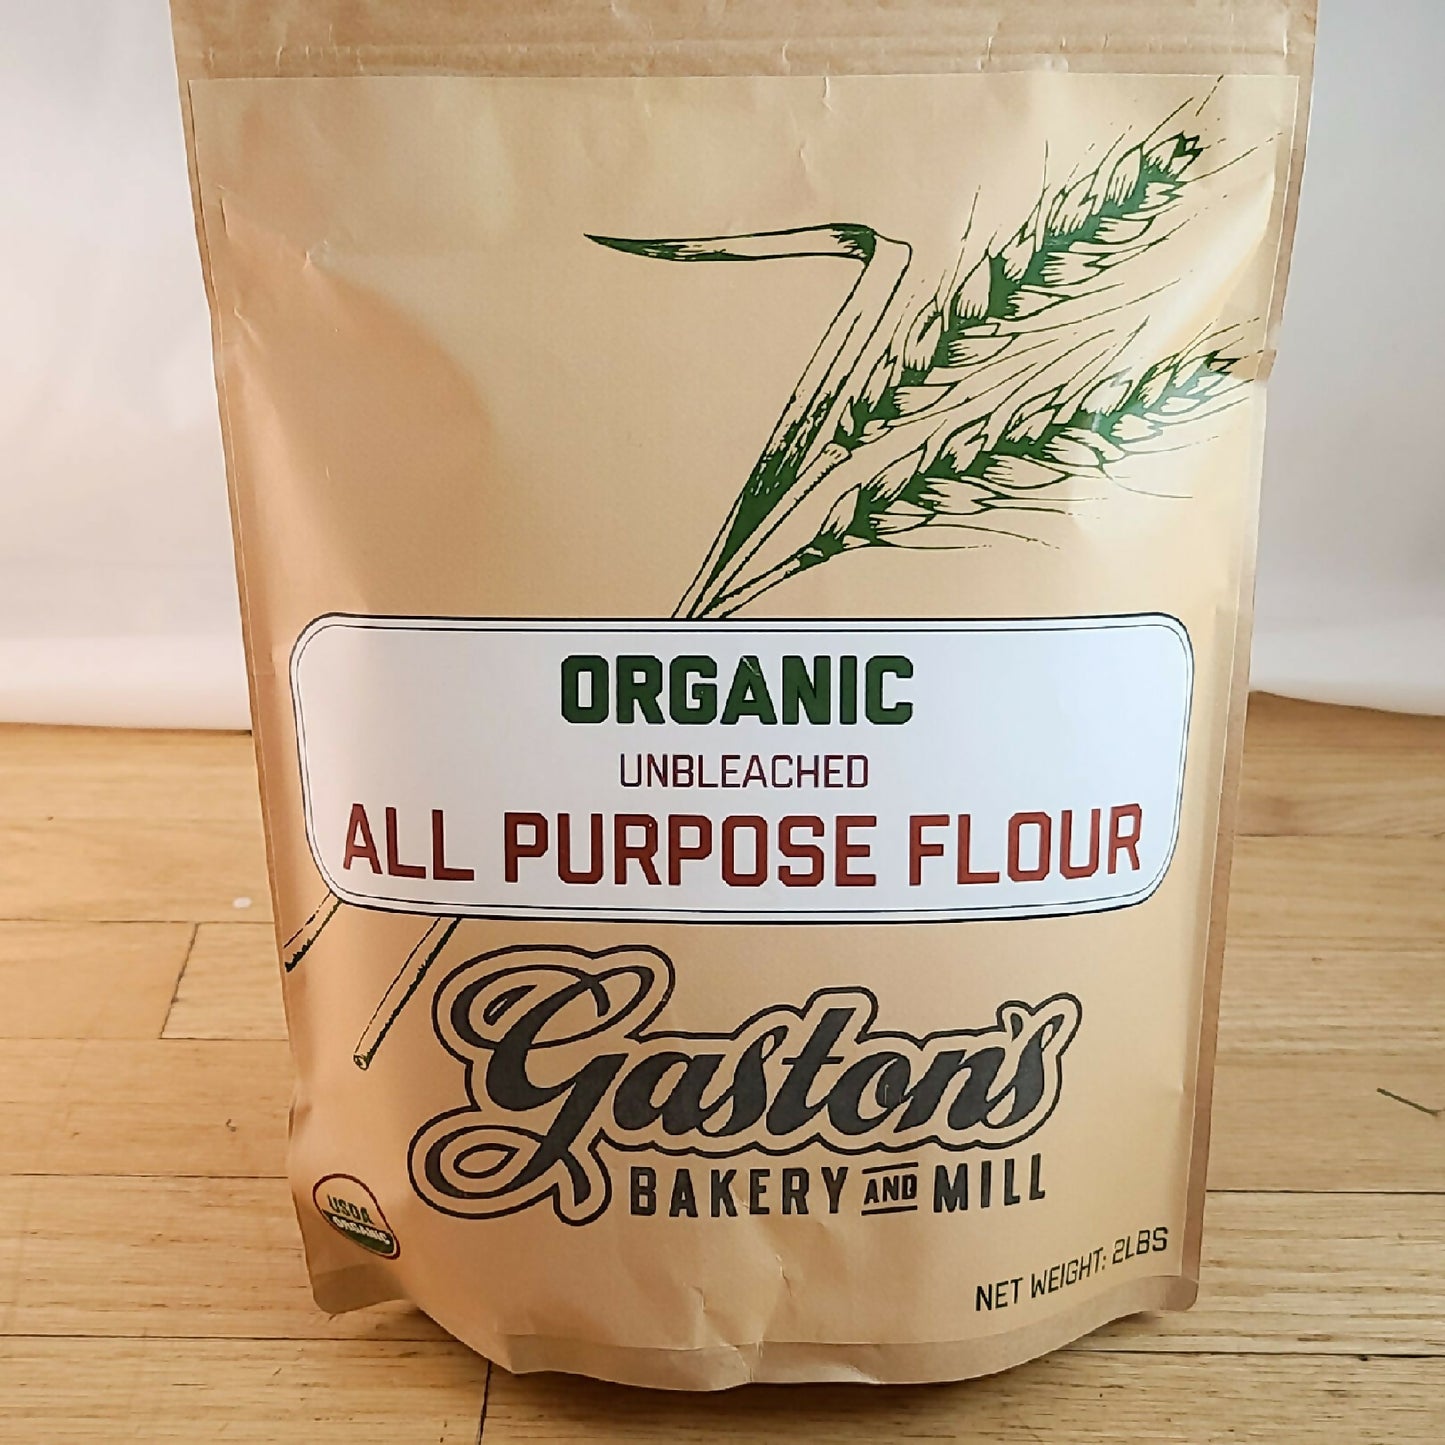 ORGANIC
UNBLEACHED
ALL PURPOSE FLOUR
Gaston's
BAKERY AND MILL
USDA
ORGANIC
NET WEIGHT: 2LBS